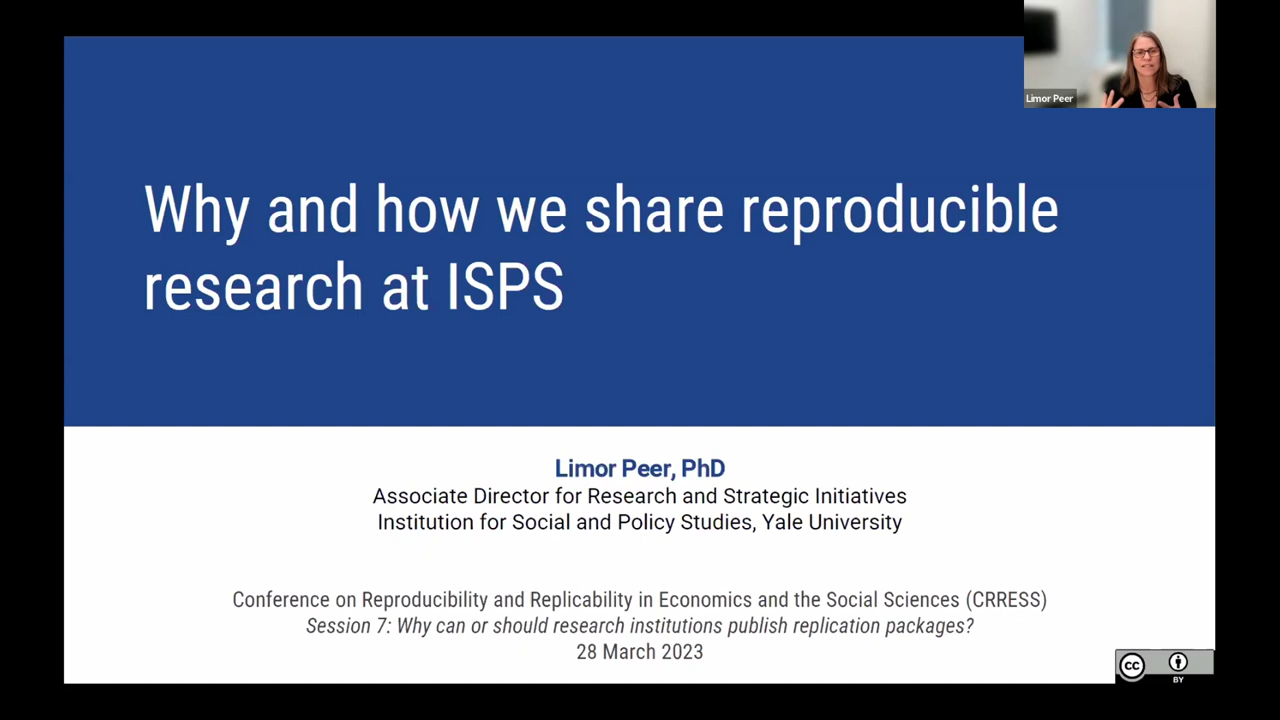 Limor Peer
Why and how we share reproducible
research at ISPS
Limor Peer, PhD
Associate Director for Research and Strategic Initiatives
Institution for Social and Policy Studies, Yale University
Conference on Reproducibility and Replicability in Economics and the Social Sciences (CRRESS)
Session 7: Why can or should research institutions publish replication packages?
28 March 2023
cc
BY